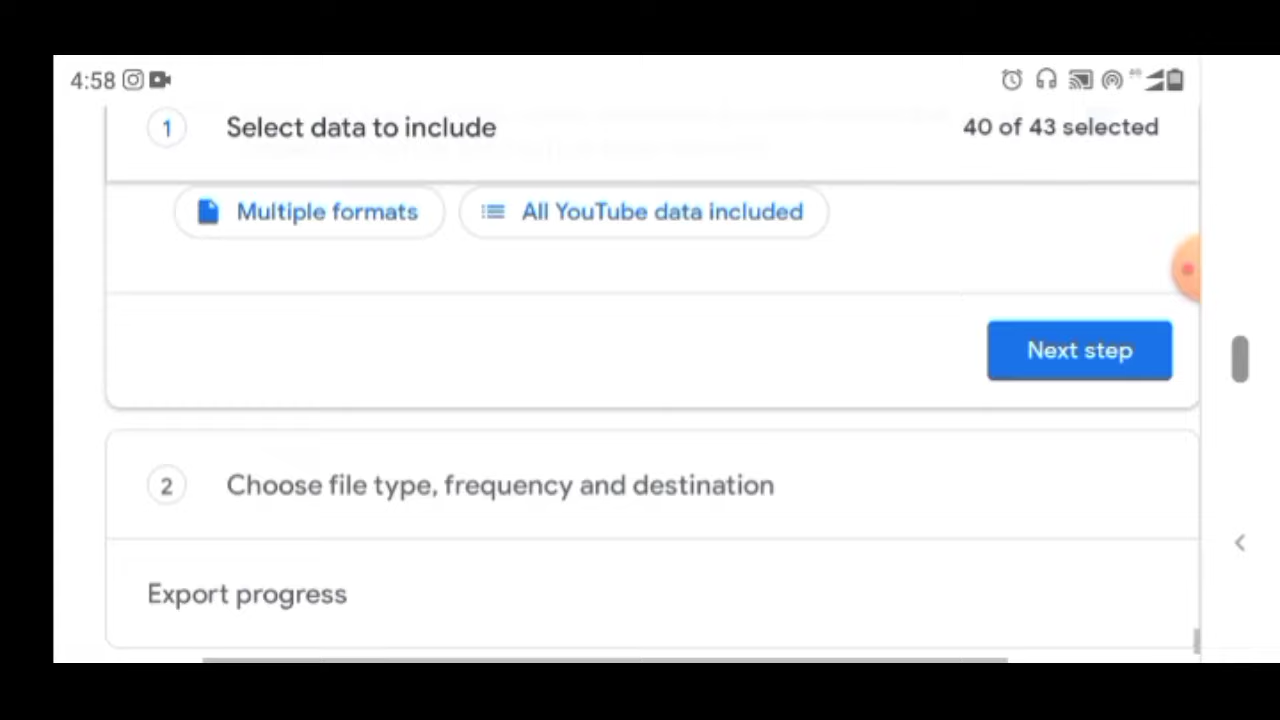 4:58
1 Select data to include 40 of 43 selected
Multiple formats All YouTube data included
Next step
2 Choose file type, frequency and destination
Export progress